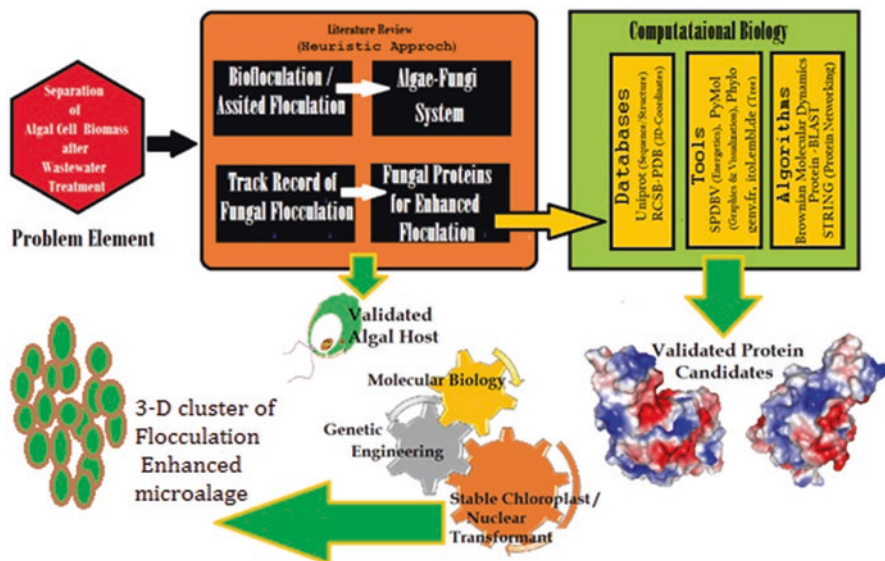 Separation
of
Algal Cell Biomass
after
Wastewater
Treatment
Problem Element
Literature Review
(Heuristic Approch)
Biofloculation /
Assited Floculation
Algae-Fungi
System
Track Record of
Fungal Flocculation
Fungal Proteins
for Enhanced
Floculation
Computataional Biology
Databases
Uniprot (Sequence/Structure)
RCSB-PDB (3D-Coordinates)
Tools
SPDBV (Energetics), PyMol
(Graphics & Visualization), Phylo
genv.fr, itol.embl.de (Tree)
Algorithms
Brownian Molecular Dynamics
Protein -BLAST
STRING (Protein Networking)
Validated
Algal Host
Molecular Biology
Genetic
Engineering
Stable Chloroplast /
Nuclear
Transformant
Validated Protein
Candidates
3-D cluster of
Flocculation
Enhanced
microalage